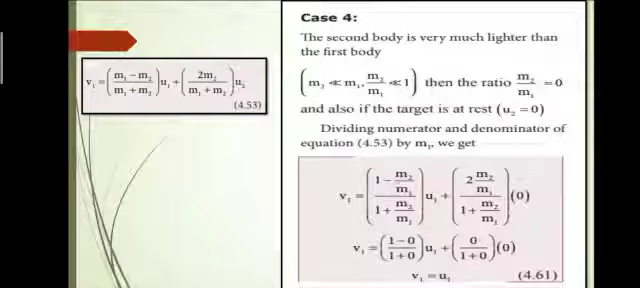 v₁ = ( (m₁ − m₂) / (m₁ + m₂) ) u₁ + ( 2m₂ / (m₁ + m₂) ) u₂
(4.53)
Case 4:
The second body is very much lighter than
the first body
( m₂ ≪ m₁, m₂/m₁ ≪ 1 ) then the ratio m₂/m₁ = 0
and also if the target is at rest (u₂ = 0)
Dividing numerator and denominator of
equation (4.53) by m₁, we get
v₁ = ( (1 − m₂/m₁) / (1 + m₂/m₁) ) u₁ + ( (2 m₂/m₁) / (1 + m₂/m₁) ) (0)
v₁ = ( (1−0) / (1+0) ) u₁ + ( 0 / (1+0) ) (0)
v₁ = u₁ (4.61)